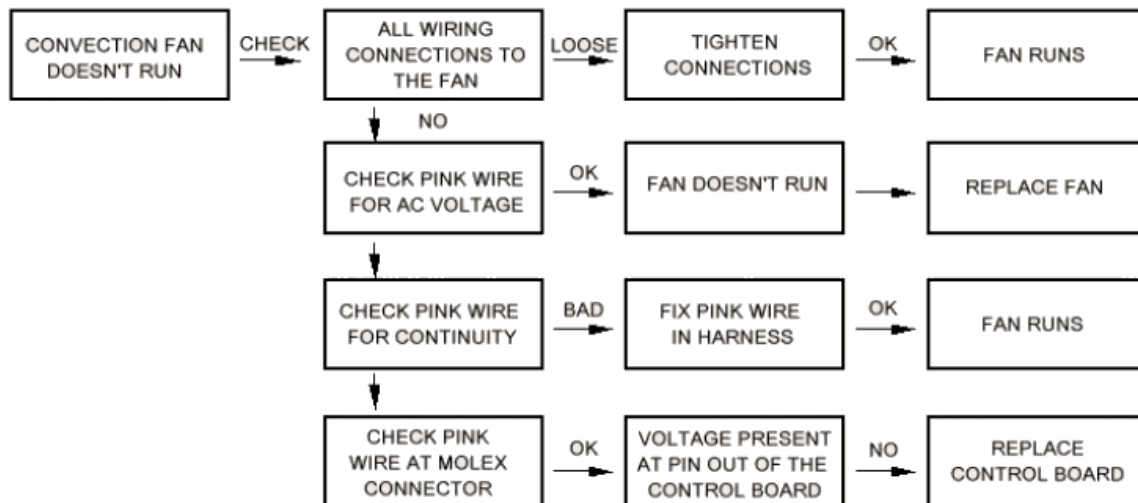 CONVECTION FAN
DOESN'T RUN
CHECK
ALL WIRING
CONNECTIONS TO
THE FAN
LOOSE
TIGHTEN
CONNECTIONS
OK
FAN RUNS
NO
CHECK PINK WIRE
FOR AC VOLTAGE
OK
FAN DOESN'T RUN
REPLACE FAN
CHECK PINK WIRE
FOR CONTINUITY
BAD
FIX PINK WIRE
IN HARNESS
OK
FAN RUNS
CHECK PINK
WIRE AT MOLEX
CONNECTOR
OK
VOLTAGE PRESENT
AT PIN OUT OF THE
CONTROL BOARD
NO
REPLACE
CONTROL BOARD